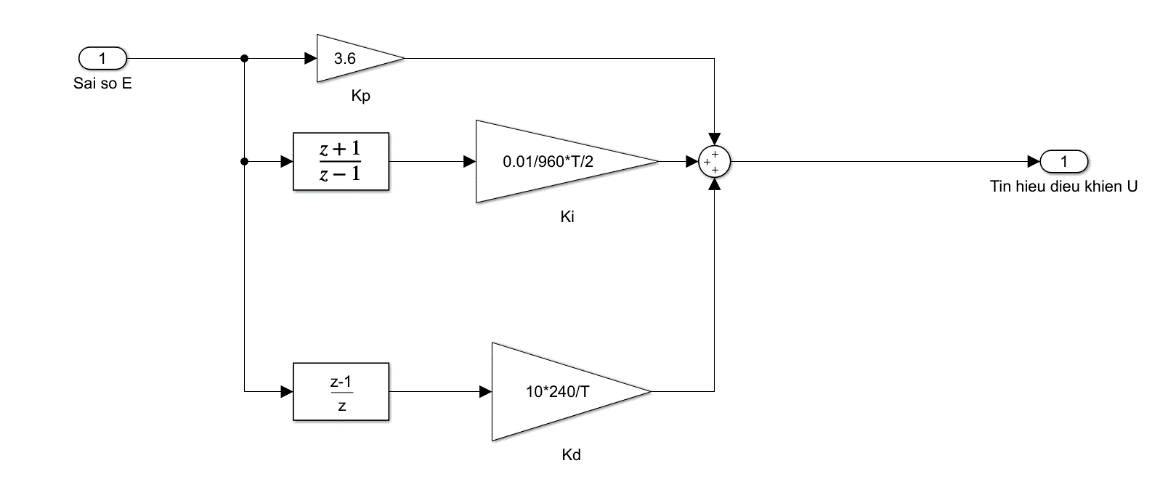 1
Sai so E
3.6
Kp
z + 1
z − 1
0.01/960*T/2
Ki
+
+
+
1
Tin hieu dieu khien U
z-1
z
10*240/T
Kd